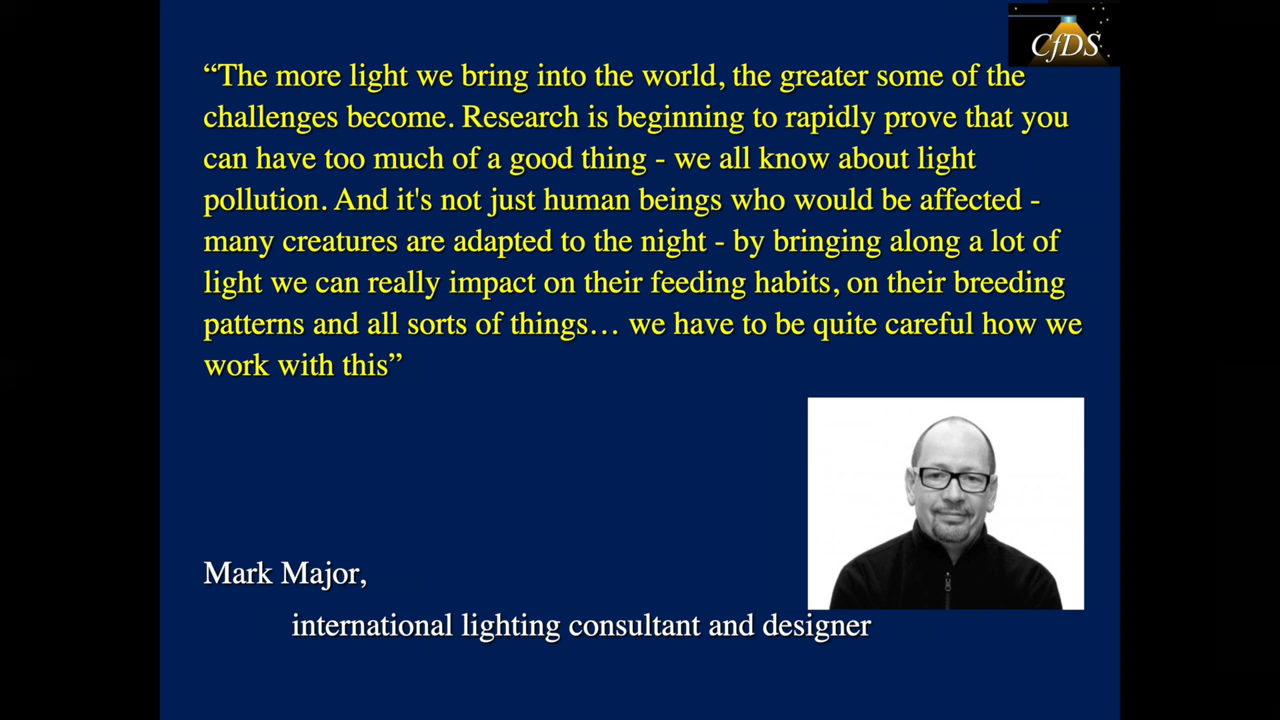 CfDS
“The more light we bring into the world, the greater some of the
challenges become. Research is beginning to rapidly prove that you
can have too much of a good thing - we all know about light
pollution. And it's not just human beings who would be affected -
many creatures are adapted to the night - by bringing along a lot of
light we can really impact on their feeding habits, on their breeding
patterns and all sorts of things… we have to be quite careful how we
work with this”
Mark Major,
international lighting consultant and designer